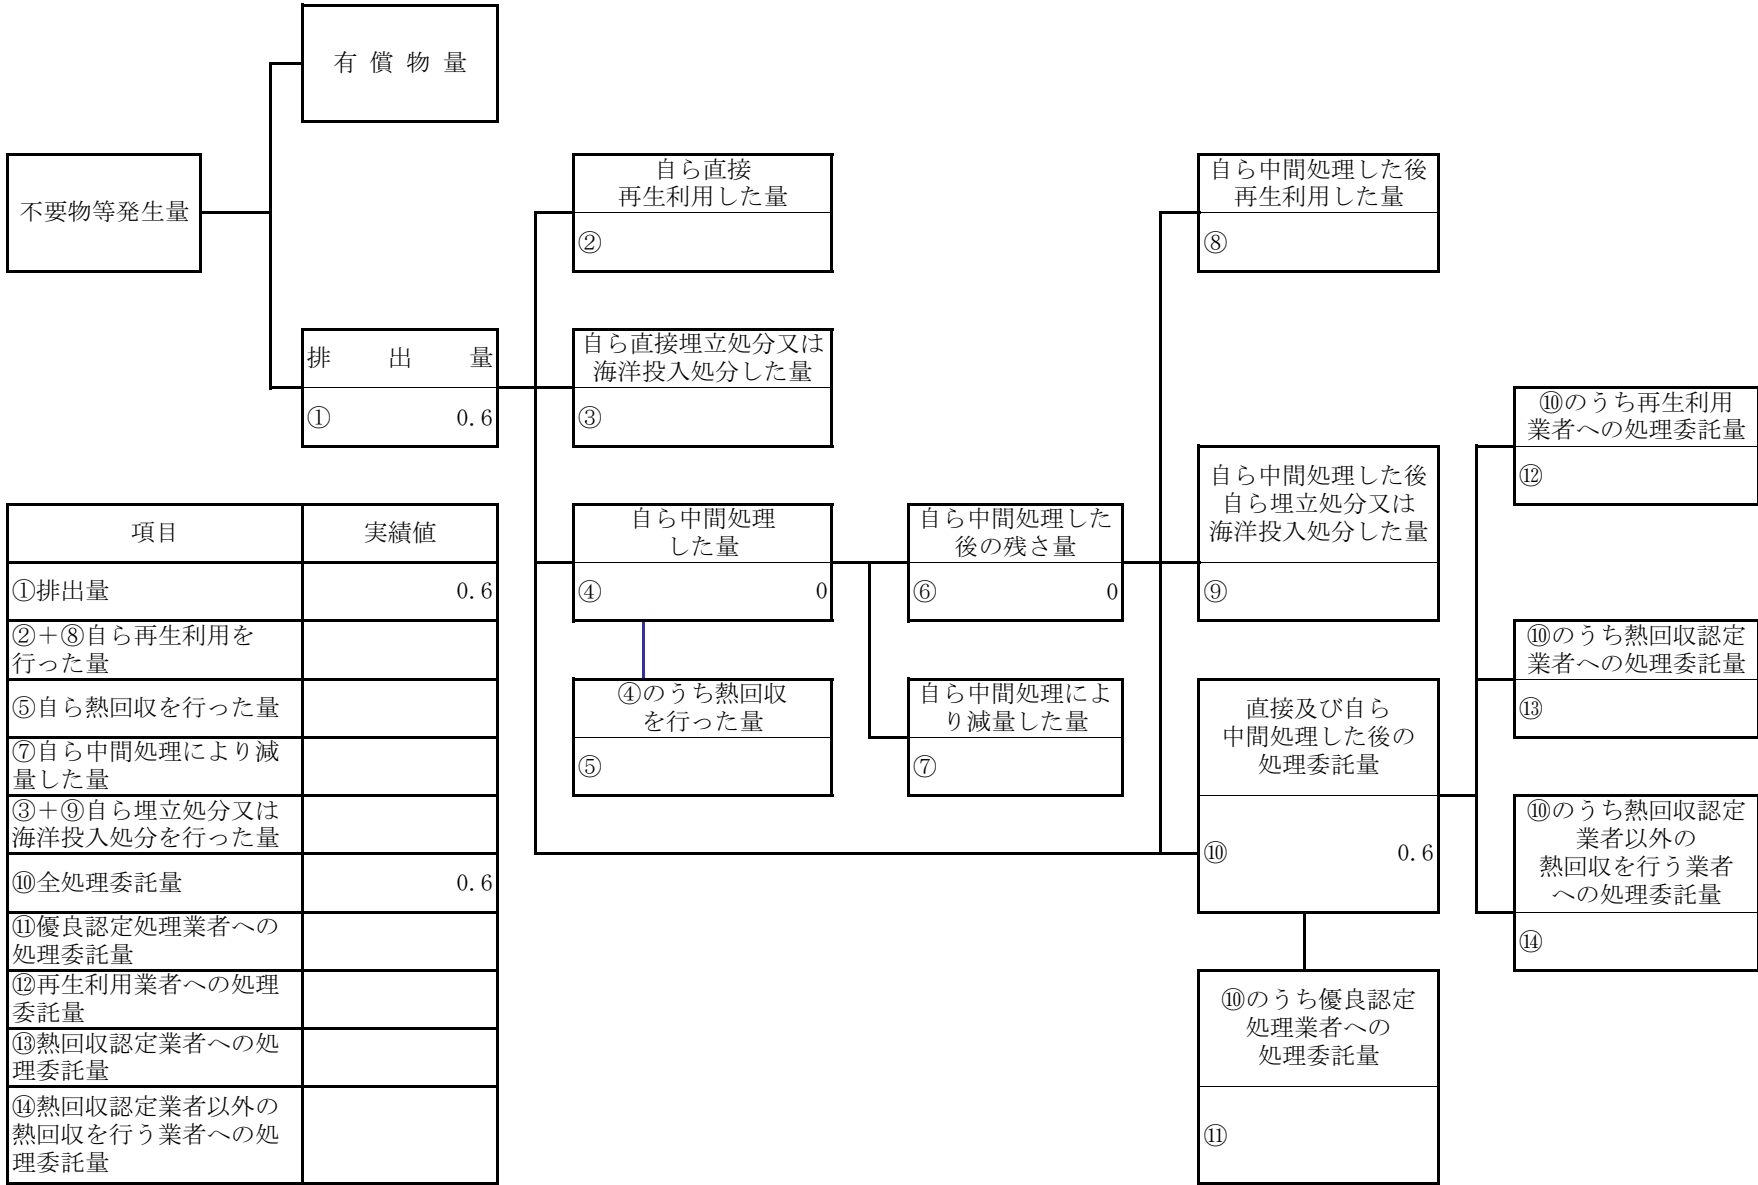 有償物量
不要物等発生量
自ら直接
再生利用した量
②
自ら中間処理した後
再生利用した量
⑧
排出量
① 0.6
自ら直接埋立処分又は
海洋投入処分した量
③
⑩のうち再生利用
業者への処理委託量
⑫
自ら中間処理した後
自ら埋立処分又は
海洋投入処分した量
⑨
自ら中間処理
した量
④ 0
自ら中間処理した
後の残さ量
⑥ 0
④のうち熱回収
を行った量
⑤
自ら中間処理によ
り減量した量
⑦
直接及び自ら
中間処理した後の
処理委託量
⑩ 0.6
⑩のうち熱回収認定
業者への処理委託量
⑬
⑩のうち熱回収認定
業者以外の
熱回収を行う業者
への処理委託量
⑭
⑩のうち優良認定
処理業者への
処理委託量
⑪
項目 実績値
①排出量 0.6
②＋⑧自ら再生利用を
行った量
⑤自ら熱回収を行った量
⑦自ら中間処理により減
量した量
③＋⑨自ら埋立処分又は
海洋投入処分を行った量
⑩全処理委託量 0.6
⑪優良認定処理業者への
処理委託量
⑫再生利用業者への処理
委託量
⑬熱回収認定業者への処
理委託量
⑭熱回収認定業者以外の
熱回収を行う業者への処
理委託量